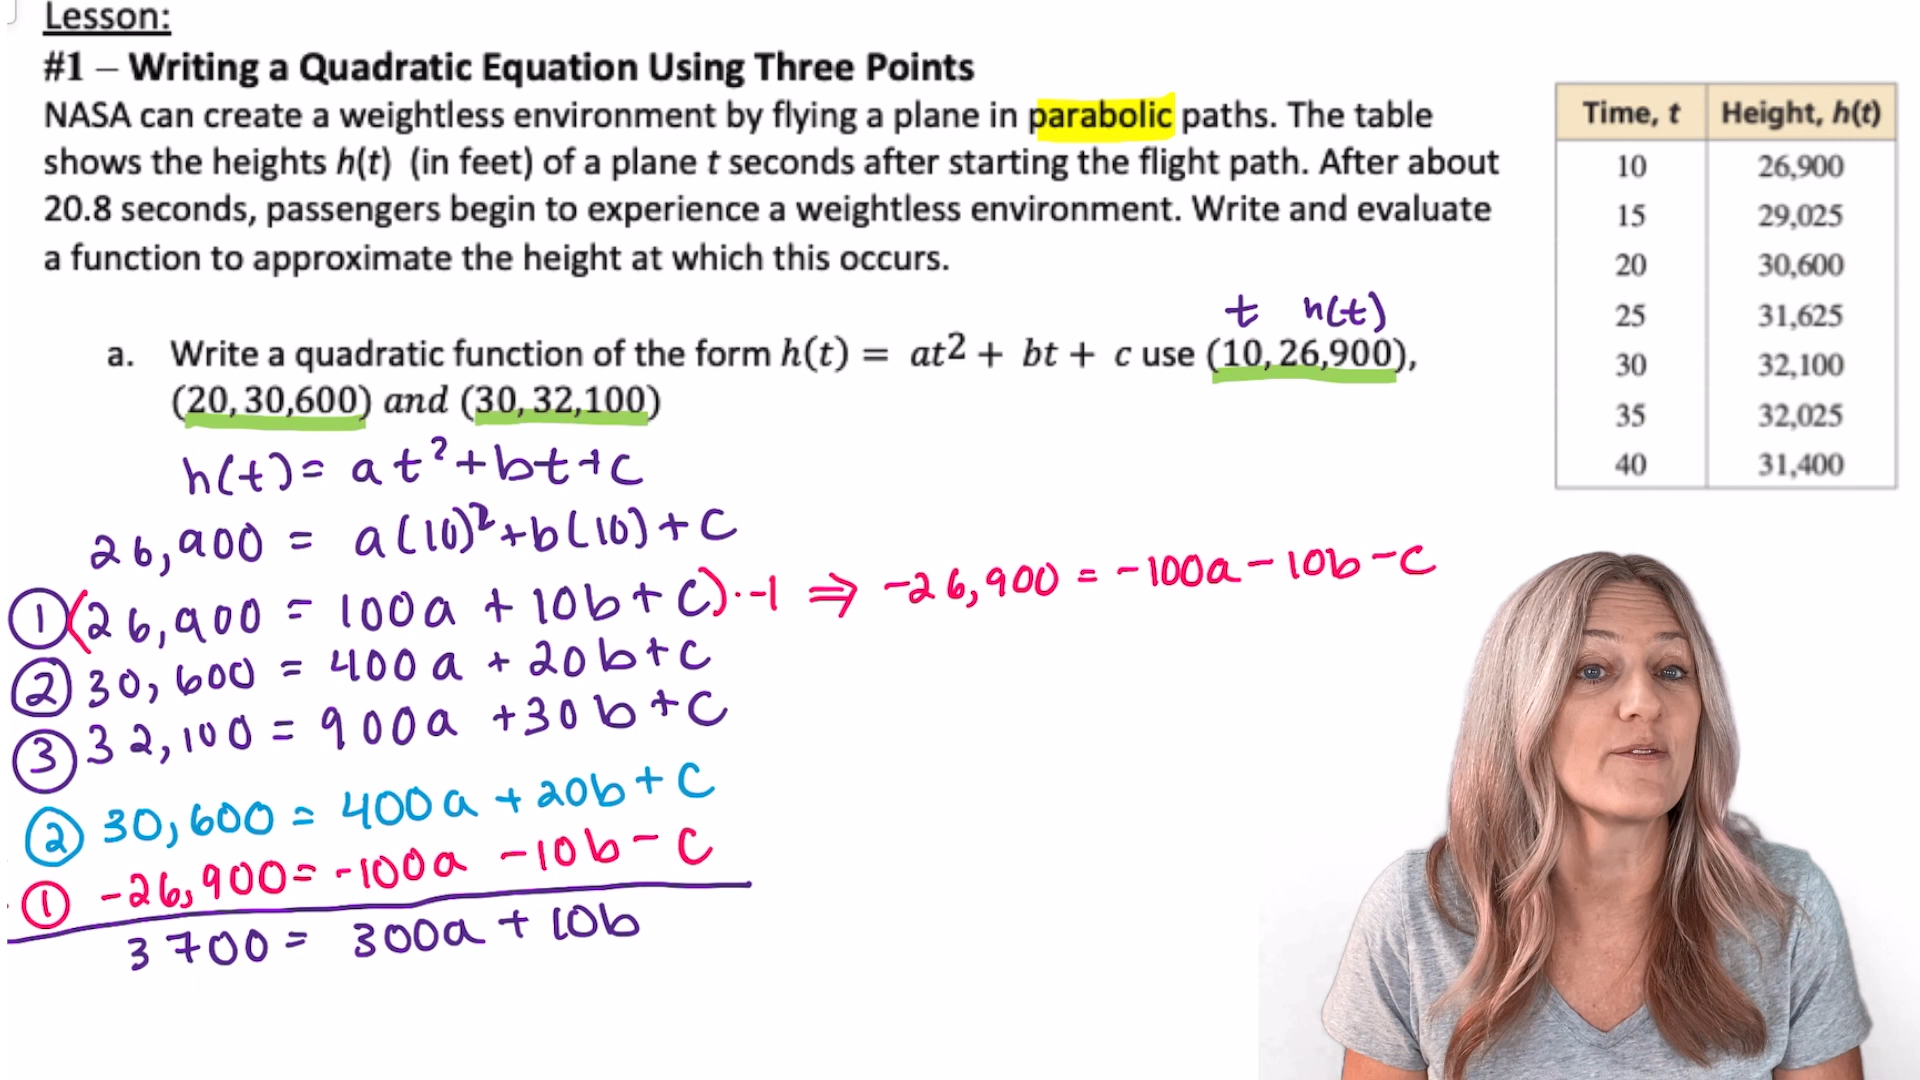 Lesson:
#1 – Writing a Quadratic Equation Using Three Points
NASA can create a weightless environment by flying a plane in parabolic paths. The table
shows the heights h(t) (in feet) of a plane t seconds after starting the flight path. After about
20.8 seconds, passengers begin to experience a weightless environment. Write and evaluate
a function to approximate the height at which this occurs.
Time, t Height, h(t)
10 26,900
15 29,025
20 30,600
25 31,625
30 32,100
35 32,025
40 31,400
t h(t)
a. Write a quadratic function of the form h(t) = at2 + bt + c use (10, 26,900),
(20, 30,600) and (30, 32,100)
h(t) = at² + bt + c
26,900 = a(10)² + b(10) + c
① (26,900 = 100a + 10b + c) · -1 ⇒ -26,900 = -100a - 10b - c
② 30,600 = 400a + 20b + c
③ 32,100 = 900a + 30b + c
② 30,600 = 400a + 20b + c
① -26,900 = -100a - 10b - c
3700 = 300a + 10b